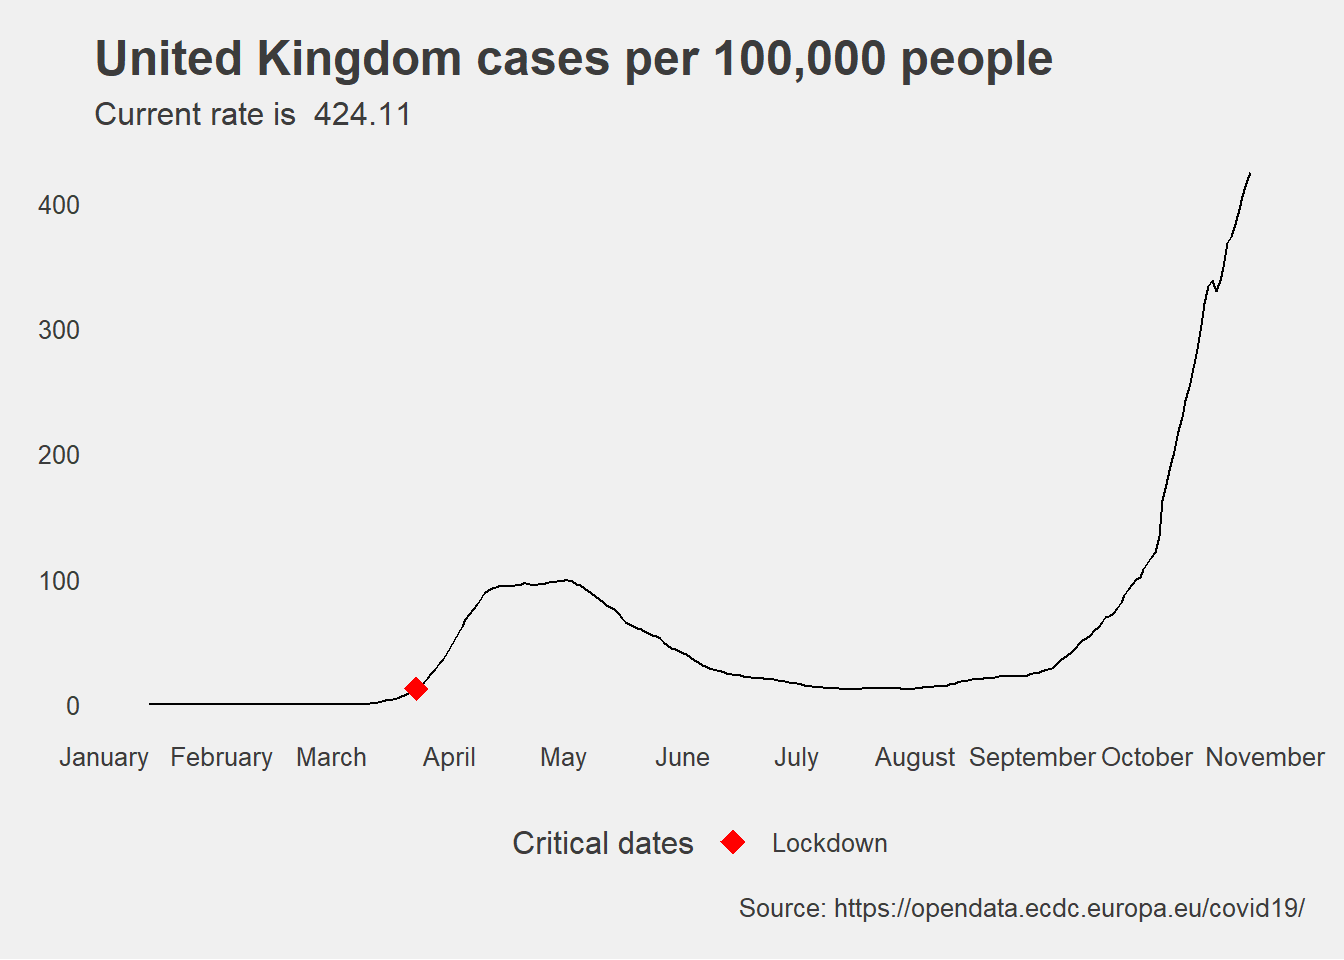 United Kingdom cases per 100,000 people
Current rate is  424.11
400
300
200
100
0
January February March April May June July August September October November
Critical dates Lockdown
Source: https://opendata.ecdc.europa.eu/covid19/